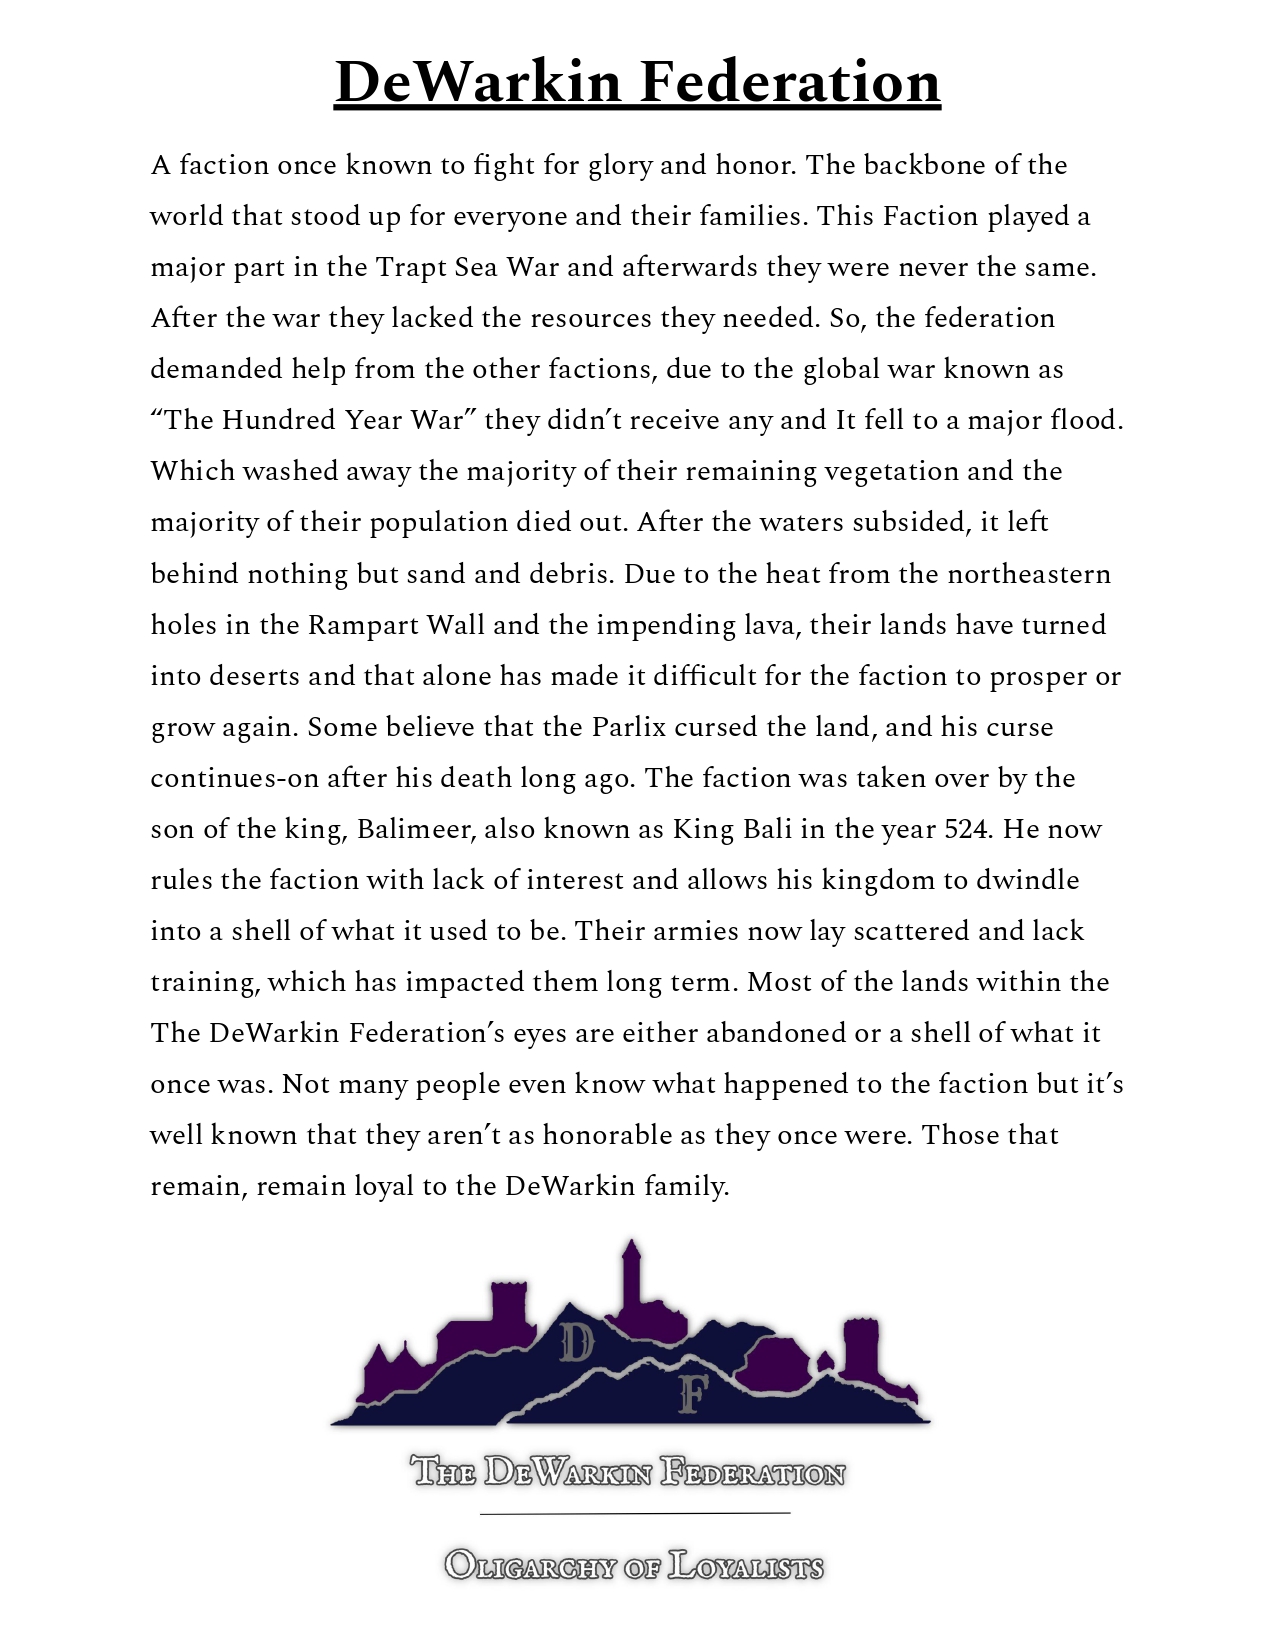 DeWarkin Federation
A faction once known to fight for glory and honor. The backbone of the
world that stood up for everyone and their families. This Faction played a
major part in the Trapt Sea War and afterwards they were never the same.
After the war they lacked the resources they needed. So, the federation
demanded help from the other factions, due to the global war known as
“The Hundred Year War” they didn’t receive any and It fell to a major flood.
Which washed away the majority of their remaining vegetation and the
majority of their population died out. After the waters subsided, it left
behind nothing but sand and debris. Due to the heat from the northeastern
holes in the Rampart Wall and the impending lava, their lands have turned
into deserts and that alone has made it difficult for the faction to prosper or
grow again. Some believe that the Parlix cursed the land, and his curse
continues-on after his death long ago. The faction was taken over by the
son of the king, Balimeer, also known as King Bali in the year 524. He now
rules the faction with lack of interest and allows his kingdom to dwindle
into a shell of what it used to be. Their armies now lay scattered and lack
training, which has impacted them long term. Most of the lands within the
The DeWarkin Federation’s eyes are either abandoned or a shell of what it
once was. Not many people even know what happened to the faction but it’s
well known that they aren’t as honorable as they once were. Those that
remain, remain loyal to the DeWarkin family.
D
F
The DeWarkin Federation
Oligarchy of Loyalists